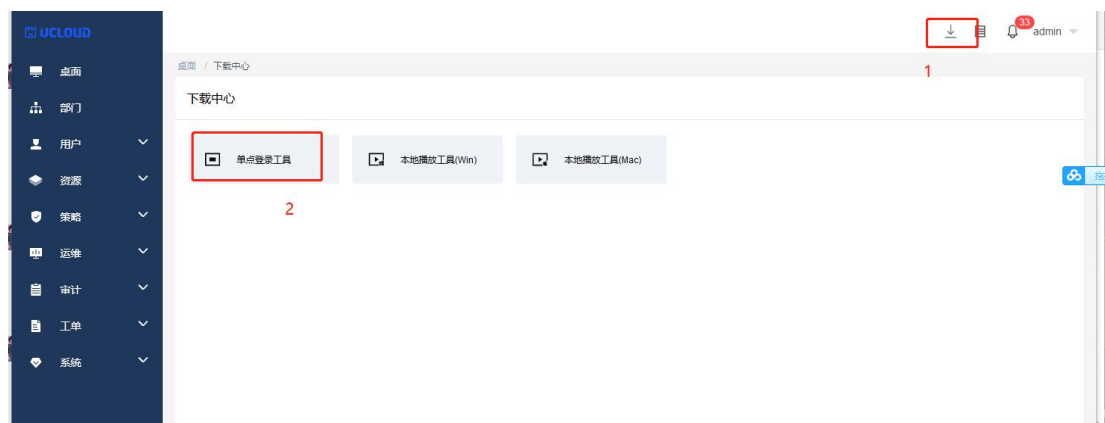 UCLOUD
33
admin
1
桌面
部门
用户
资源
策略
运维
审计
工单
系统
桌面 / 下载中心
下载中心
单点登录工具
本地播放工具(Win)
本地播放工具(Mac)
2